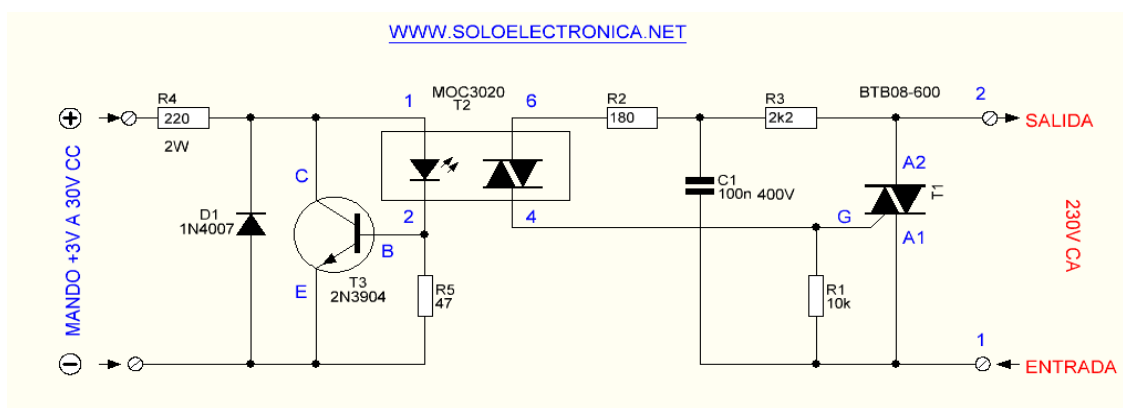 WWW.SOLOELECTRONICA.NET
MANDO +3V A 30V CC
R4
220
2W
D1
1N4007
C
B
E
T3
2N3904
1
2
MOC3020
T2
6
4
R5
47
R2
180
C1
100n 400V
R3
2k2
BTB08-600
2
SALIDA
A2
T1
G
A1
R1
10k
230V CA
1
ENTRADA